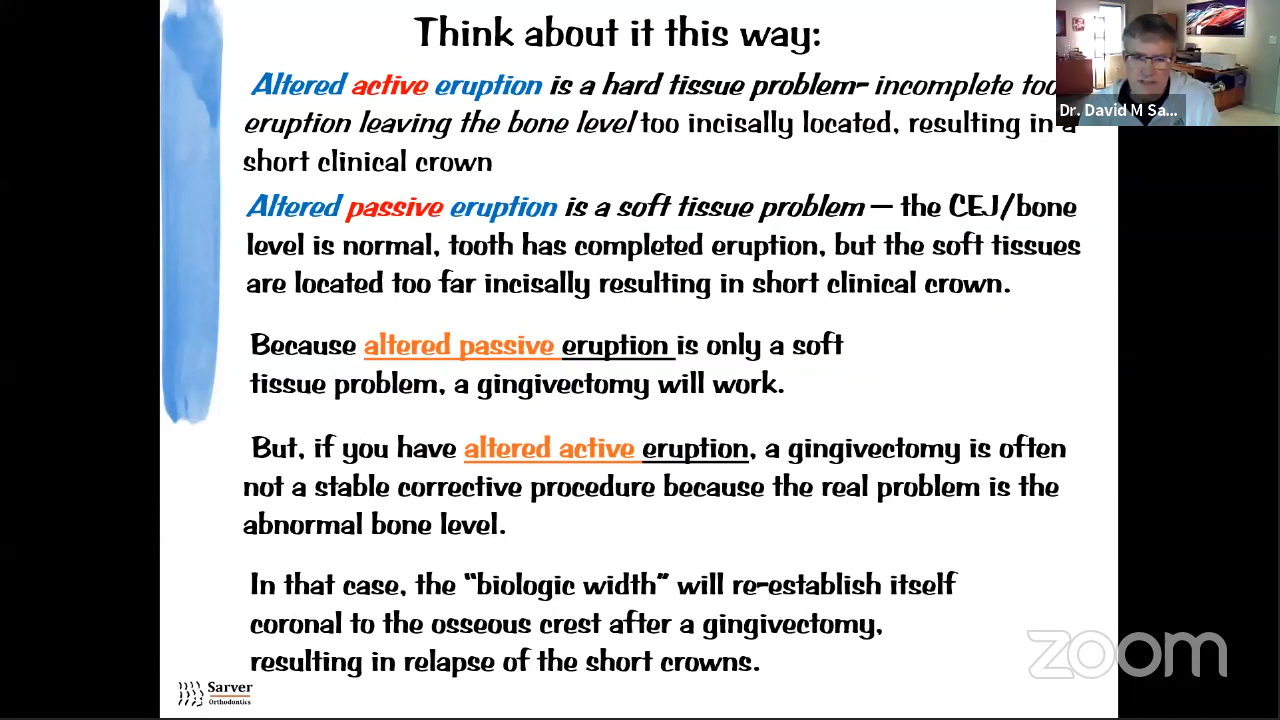 Think about it this way:
Altered active eruption is a hard tissue problem- incomplete too
eruption leaving the bone level too incisally located, resulting in a
short clinical crown
Altered passive eruption is a soft tissue problem — the CEJ/bone
level is normal, tooth has completed eruption, but the soft tissues
are located too far incisally resulting in short clinical crown.
Because altered passive eruption is only a soft
tissue problem, a gingivectomy will work.
But, if you have altered active eruption, a gingivectomy is often
not a stable corrective procedure because the real problem is the
abnormal bone level.
In that case, the “biologic width” will re-establish itself
coronal to the osseous crest after a gingivectomy,
resulting in relapse of the short crowns.
Sarver
Orthodontics
Dr. David M Sa...
zoom